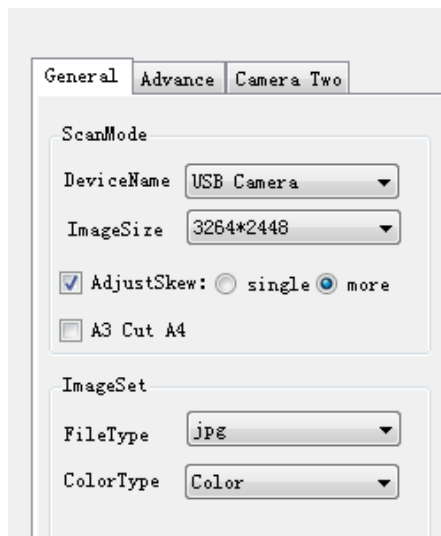 General Advance Camera Two
ScanMode
DeviceName USB Camera
ImageSize 3264*2448
AdjustSkew: single more
A3 Cut A4
ImageSet
FileType jpg
ColorType Color